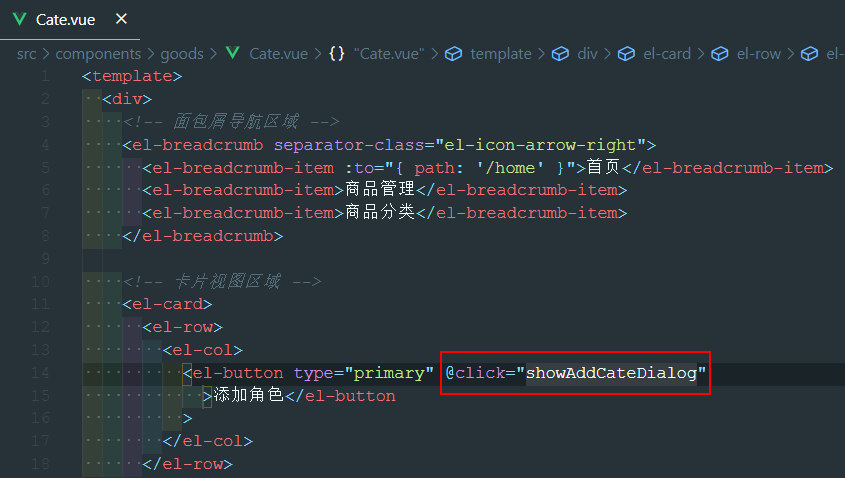 Cate.vue ×
src > components > goods > Cate.vue > {} "Cate.vue" > template > div > el-card > el-row > el-
1 <template>
2 <div>
3 <!-- 面包屑导航区域 -->
4 <el-breadcrumb separator-class="el-icon-arrow-right">
5 <el-breadcrumb-item :to="{ path: '/home' }">首页</el-breadcrumb-item>
6 <el-breadcrumb-item>商品管理</el-breadcrumb-item>
7 <el-breadcrumb-item>商品分类</el-breadcrumb-item>
8 </el-breadcrumb>
9
10 <!-- 卡片视图区域 -->
11 <el-card>
12 <el-row>
13 <el-col>
14 <el-button type="primary" @click="showAddCateDialog"
15 >添加角色</el-button
16 >
17 </el-col>
18 </el-row>